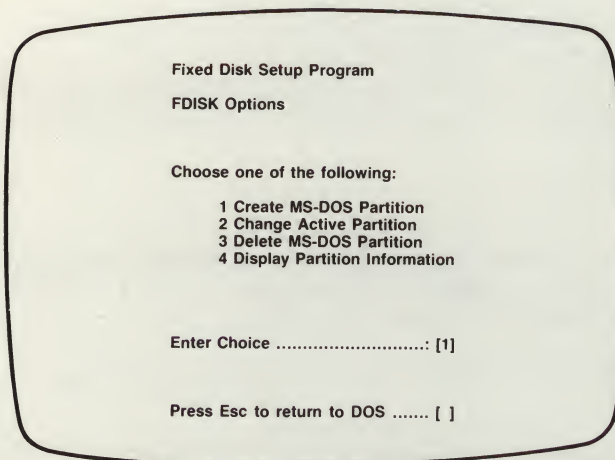 Fixed Disk Setup Program
FDISK Options
Choose one of the following:
1 Create MS-DOS Partition
2 Change Active Partition
3 Delete MS-DOS Partition
4 Display Partition Information
Enter Choice ............................: [1]
Press Esc to return to DOS ....... [ ]